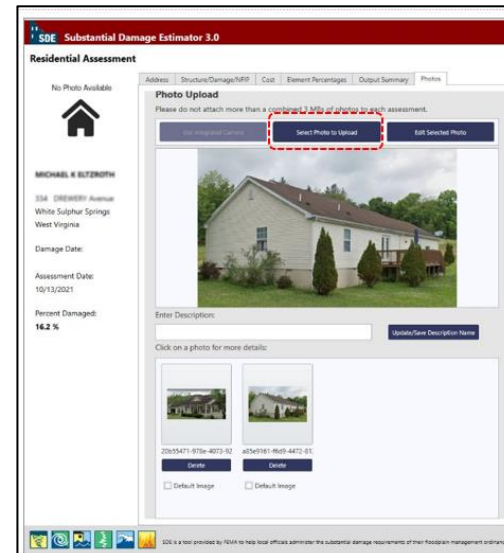 SDE Substantial Damage Estimator 3.0
Residential Assessment
No Photo Available
MICHAEL K ELTZROTH
334 DREWERY Avenue
White Sulphur Springs
West Virginia
Damage Date:
Assessment Date:
10/13/2021
Percent Damaged:
16.2 %
Address Structure/Damage/NFIP Cost Element Percentages Output Summary Photos
Photo Upload
Please do not attach more than a combined 3 MBs of photos to each assessment.
Use Integrated Camera Select Photo to Upload Edit Selected Photo
Enter Description:
Update/Save Description Name
Click on a photo for more details:
20b55471-978e-4073-92 a85e9161-f6d9-4472-81
Delete Delete
Default Image Default Image
SDE is a tool provided by FEMA to help local officials administer the substantial damage requirements of their floodplain management